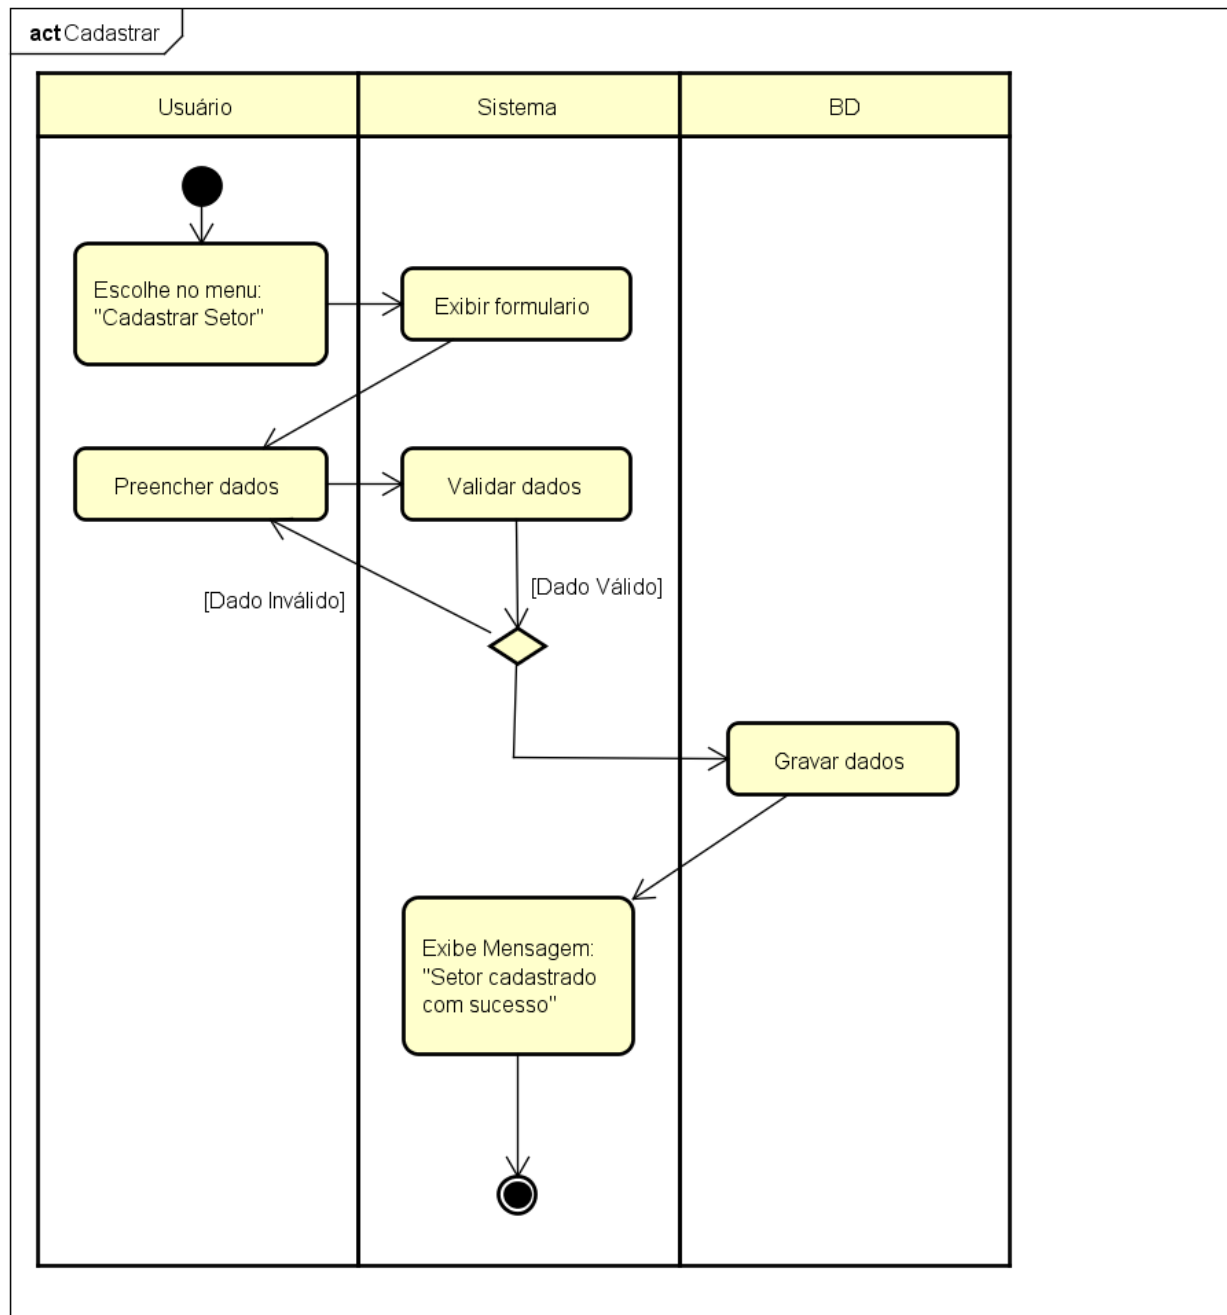 act Cadastrar
Usuário
Sistema
BD
Escolhe no menu:
"Cadastrar Setor"
Exibir formulario
Preencher dados
Validar dados
[Dado Inválido]
[Dado Válido]
Gravar dados
Exibe Mensagem:
"Setor cadastrado
com sucesso"